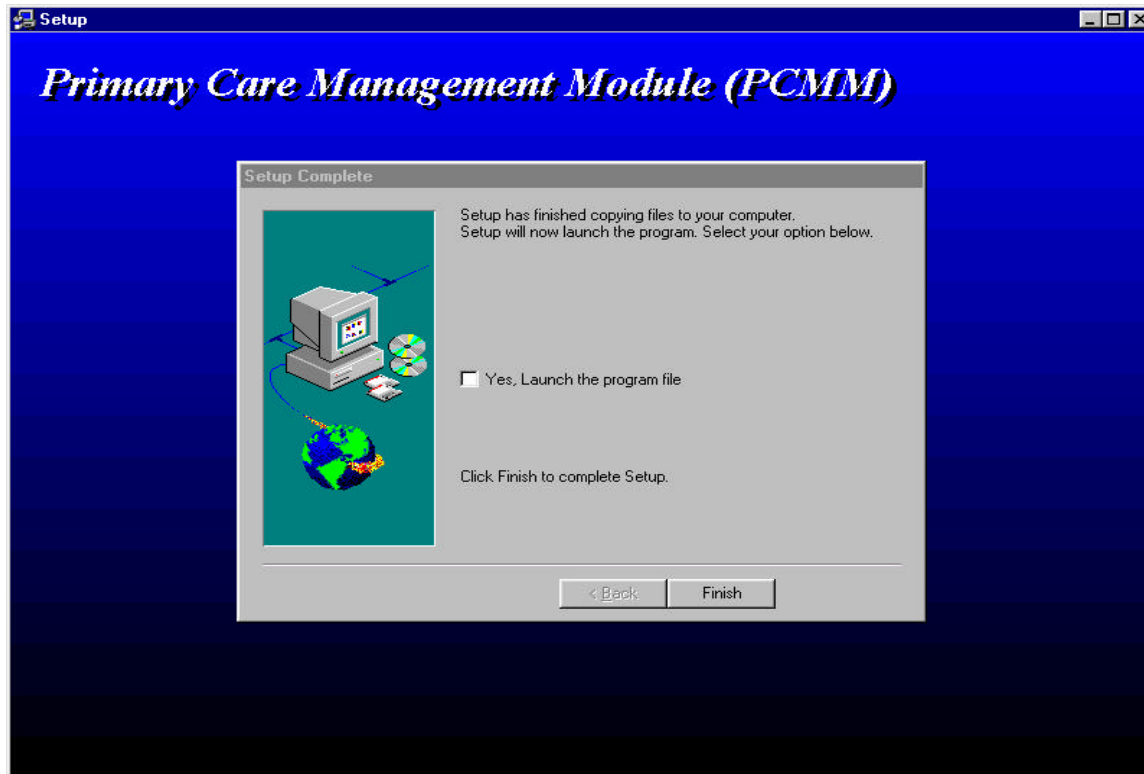 Setup
Primary Care Management Module (PCMM)
Setup Complete
Setup has finished copying files to your computer.
Setup will now launch the program. Select your option below.
Yes, Launch the program file
Click Finish to complete Setup.
< Back
Finish